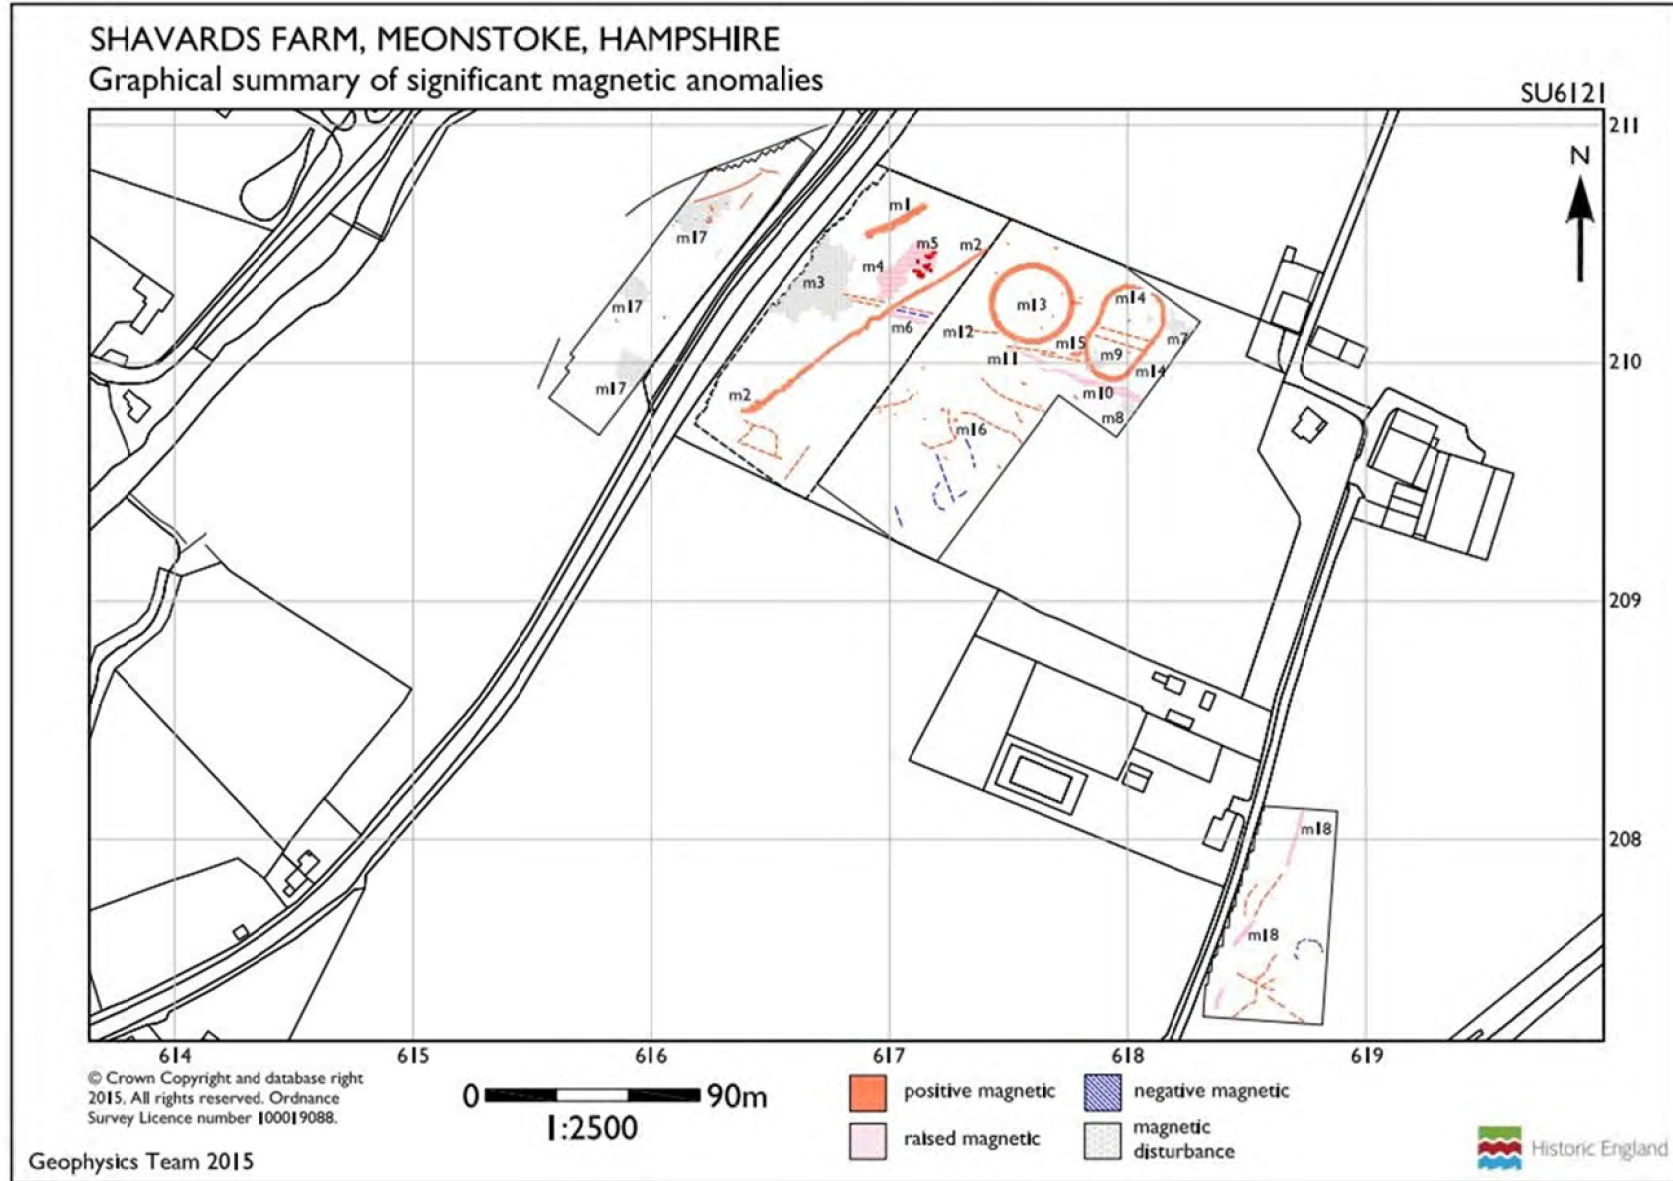 SHAVARDS FARM, MEONSTOKE, HAMPSHIRE
Graphical summary of significant magnetic anomalies
SU6121
211
N
m1
m17
m5
m2
m4
m3
m14
m17
m13
m6
m12
m7
m15
m11
m9
210
m14
m17
m10
m2
m8
m16
209
m18
208
m18
614
615
616
617
618
619
© Crown Copyright and database right
2015. All rights reserved. Ordnance
Survey Licence number 100019088.
0
90m
1:2500
positive magnetic
negative magnetic
raised magnetic
magnetic
disturbance
Geophysics Team 2015
Historic England